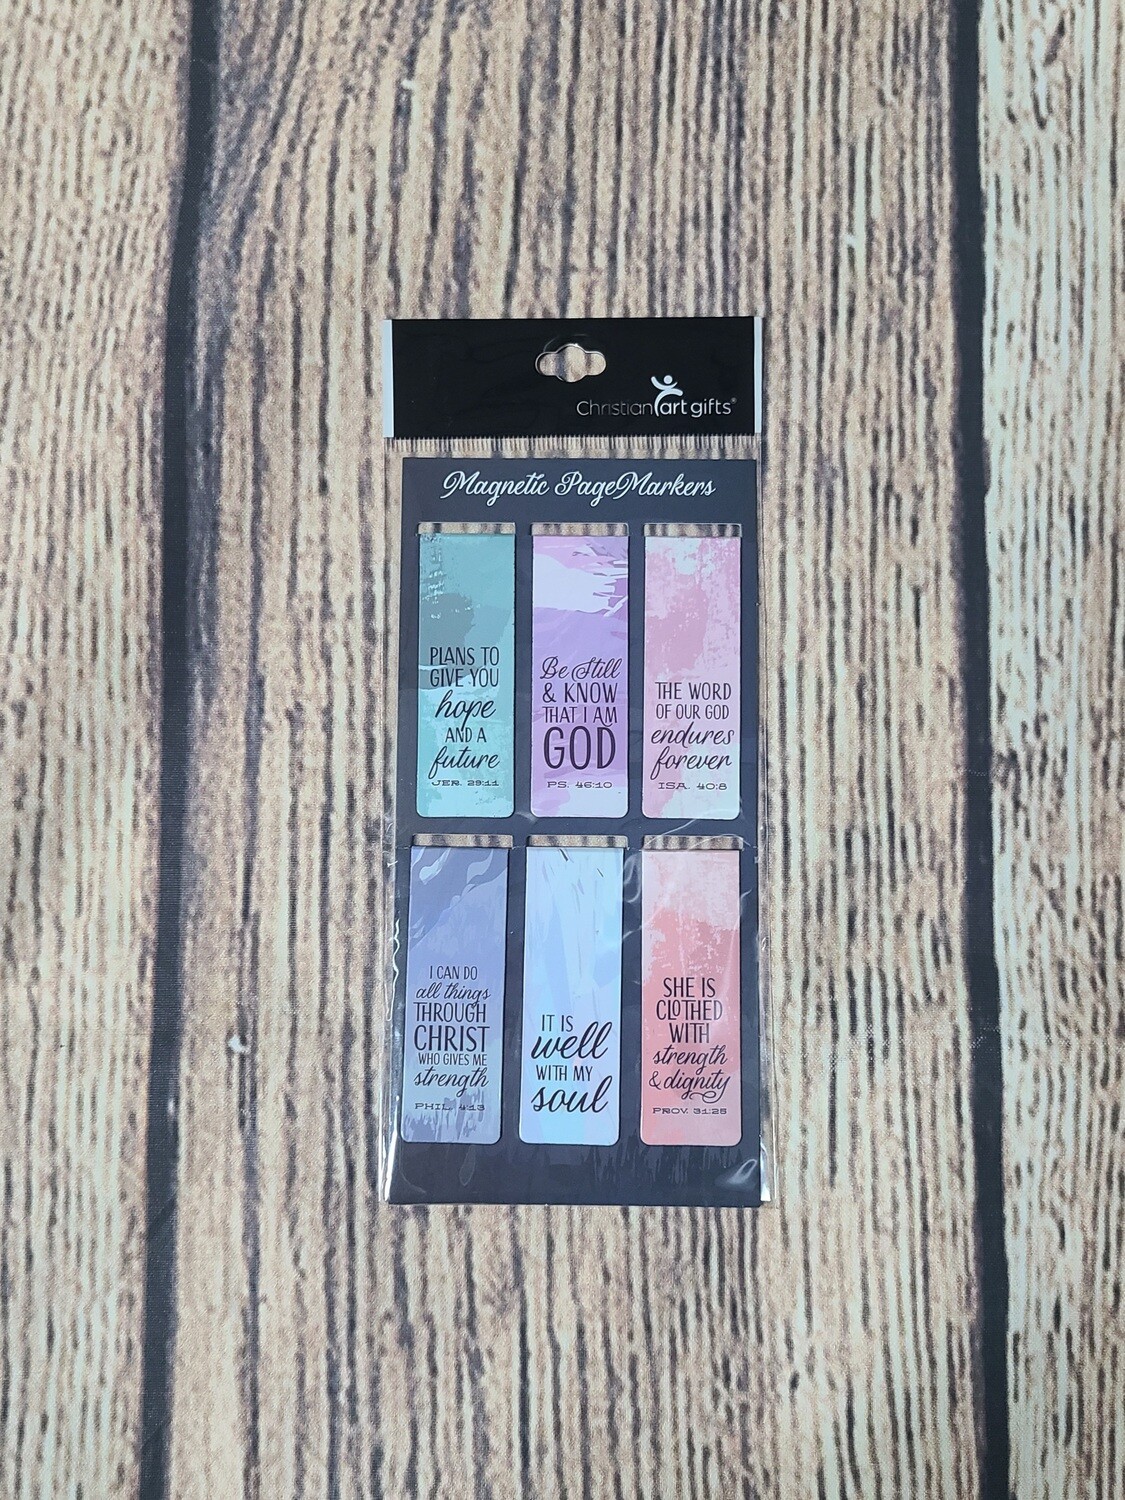 Christian art gifts®
Magnetic PageMarkers
PLANS TO
GIVE YOU
hope
AND A
future
JER. 29:11
Be Still
& KNOW
THAT I AM
GOD
PS. 46:10
THE WORD
OF OUR GOD
endures
forever
ISA. 40:8
I CAN DO
all things
THROUGH
CHRIST
WHO GIVES ME
strength
PHIL. 4:13
IT IS
well
WITH MY
soul
SHE IS
CLOTHED
WITH
strength
& dignity
PROV. 31:25